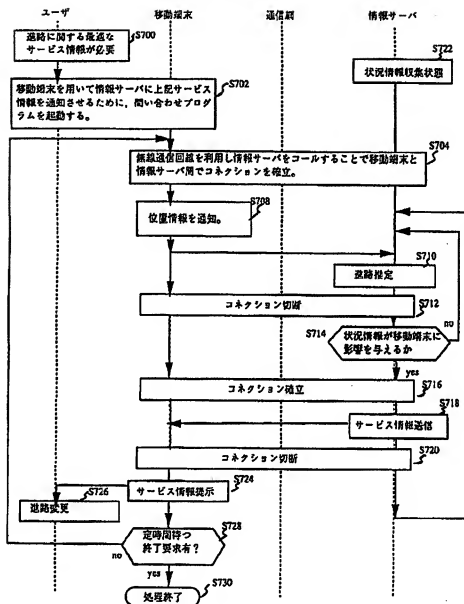 ユーザ
移動端末
通信網
情報サーバ
S700
進路に関する最適な
サービス情報が必要
S722
状況情報収集状態
S702
移動端末を用いて情報サーバに上記サービス
情報を通知させるために，問い合わせプログ
ラムを起動する。
S704
無線通信回線を利用し情報サーバをコールすることで移動端末と
情報サーバ間でコネクションを確立。
S708
位置情報を通知。
S710
進路推定
コネクション切断
S712
S714
状況情報が移動端末に
影響を与えるか
no
yes
コネクション確立
S716
S718
サービス情報送信
コネクション切断
S720
S724
サービス情報提示
S726
進路変更
S728
定時間待つ
終了要求有？
no
yes
S730
処理終了